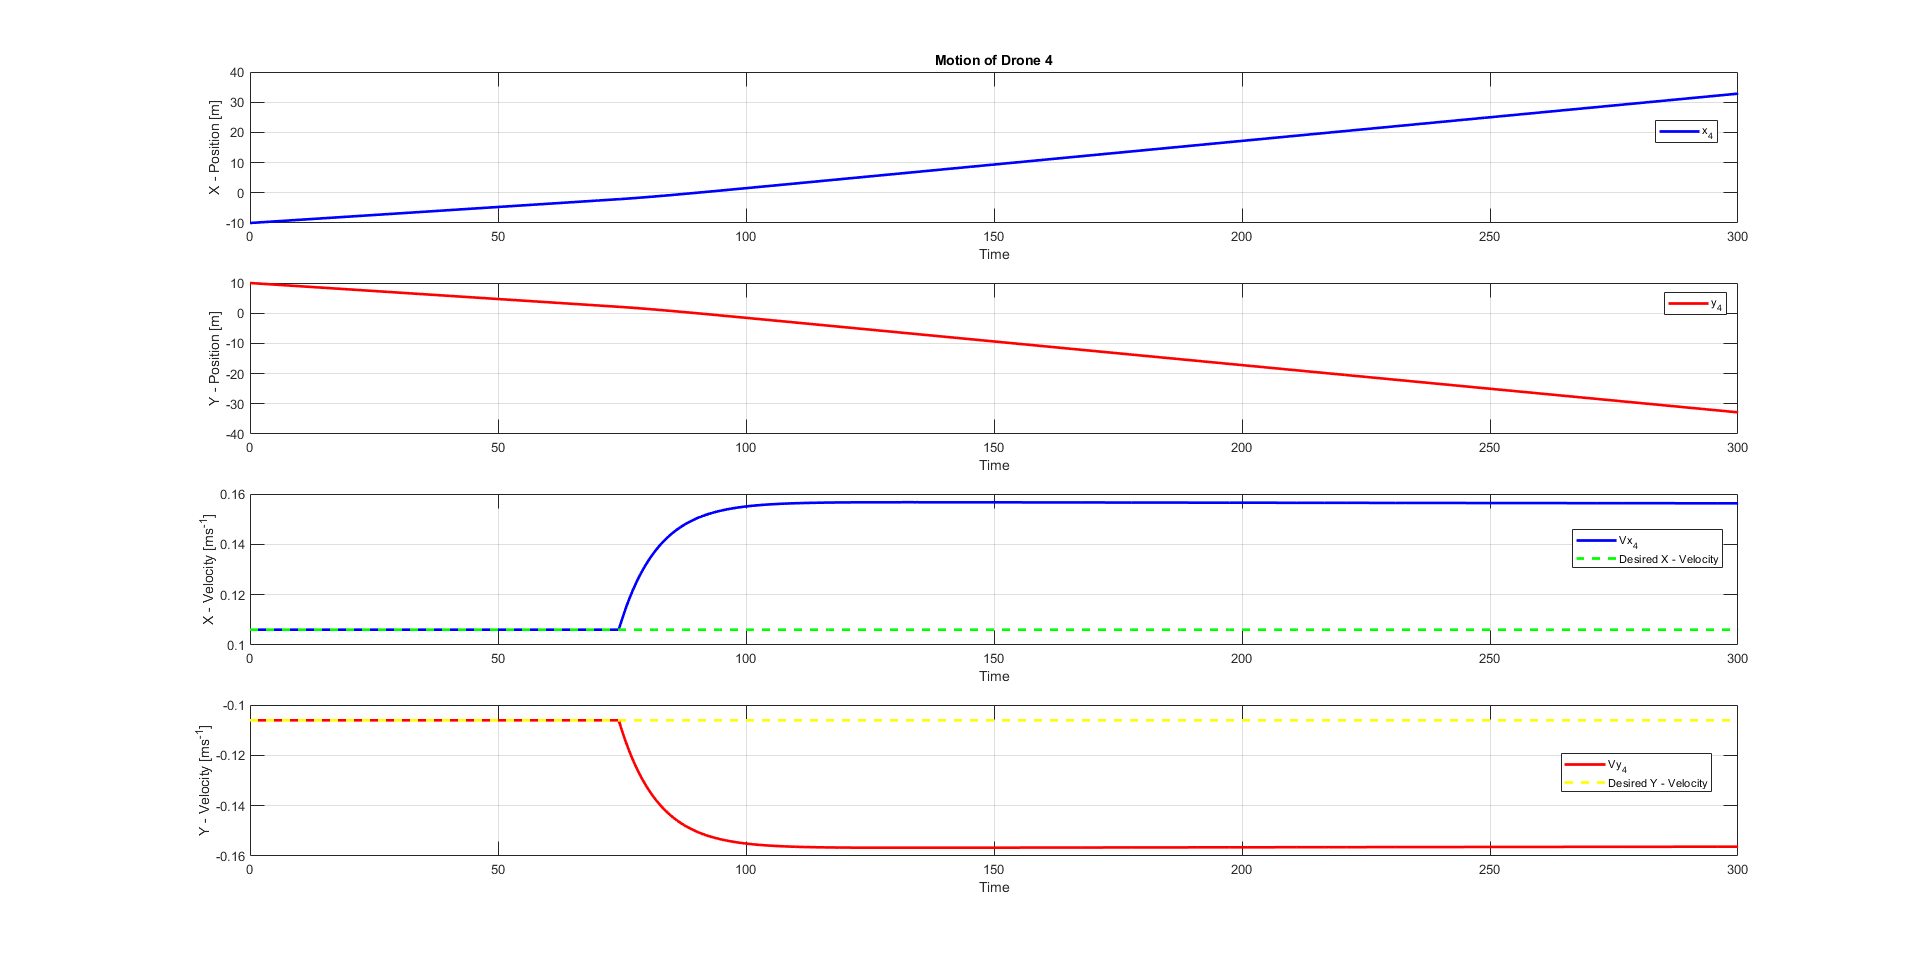 Motion of Drone 4
40
30
20
10
0
-10
X - Position [m]
x4
0 50 100 150 200 250 300
Time
10
0
-10
-20
-30
-40
Y - Position [m]
y4
0 50 100 150 200 250 300
Time
0.16
0.14
0.12
0.1
X - Velocity [ms-1]
Vx4
Desired X - Velocity
0 50 100 150 200 250 300
Time
-0.1
-0.12
-0.14
-0.16
Y - Velocity [ms-1]
Vy4
Desired Y - Velocity
0 50 100 150 200 250 300
Time